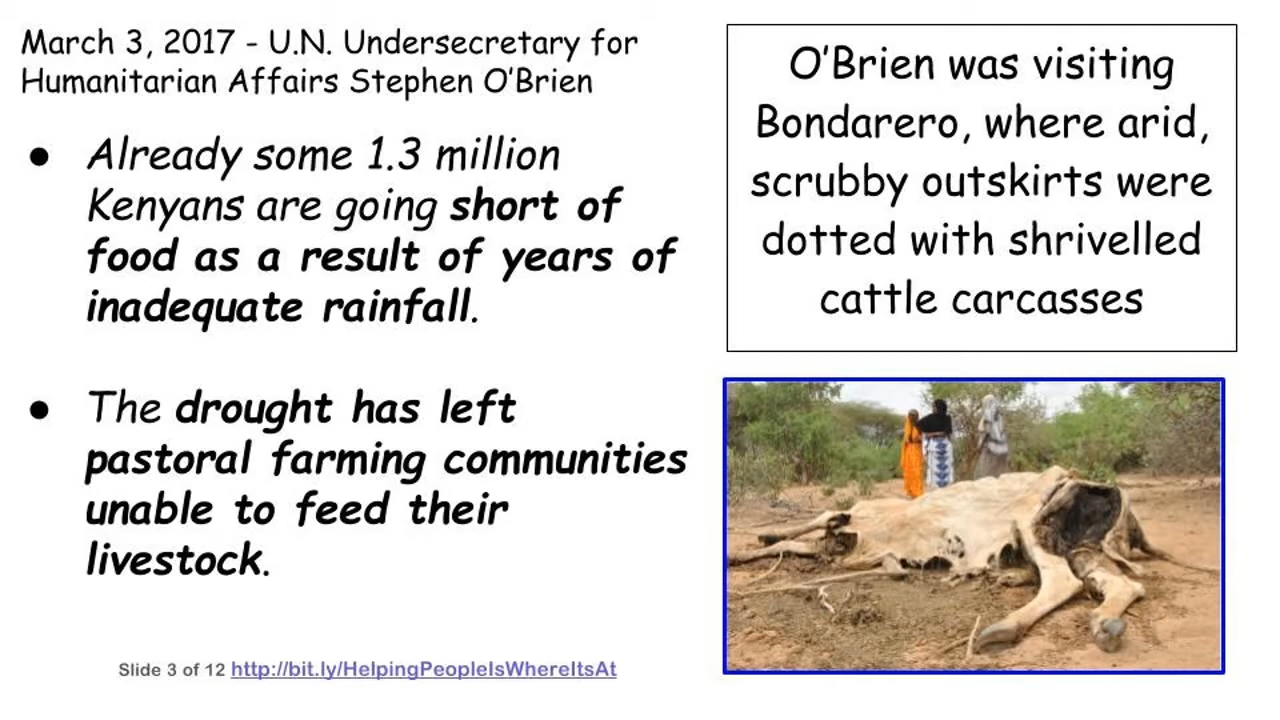 March 3, 2017 - U.N. Undersecretary for
Humanitarian Affairs Stephen O'Brien
● Already some 1.3 million
Kenyans are going short of
food as a result of years of
inadequate rainfall.
● The drought has left
pastoral farming communities
unable to feed their
livestock.
O'Brien was visiting
Bondarero, where arid,
scrubby outskirts were
dotted with shrivelled
cattle carcasses
Slide 3 of 12 http://bit.ly/HelpingPeopleIsWhereItsAt